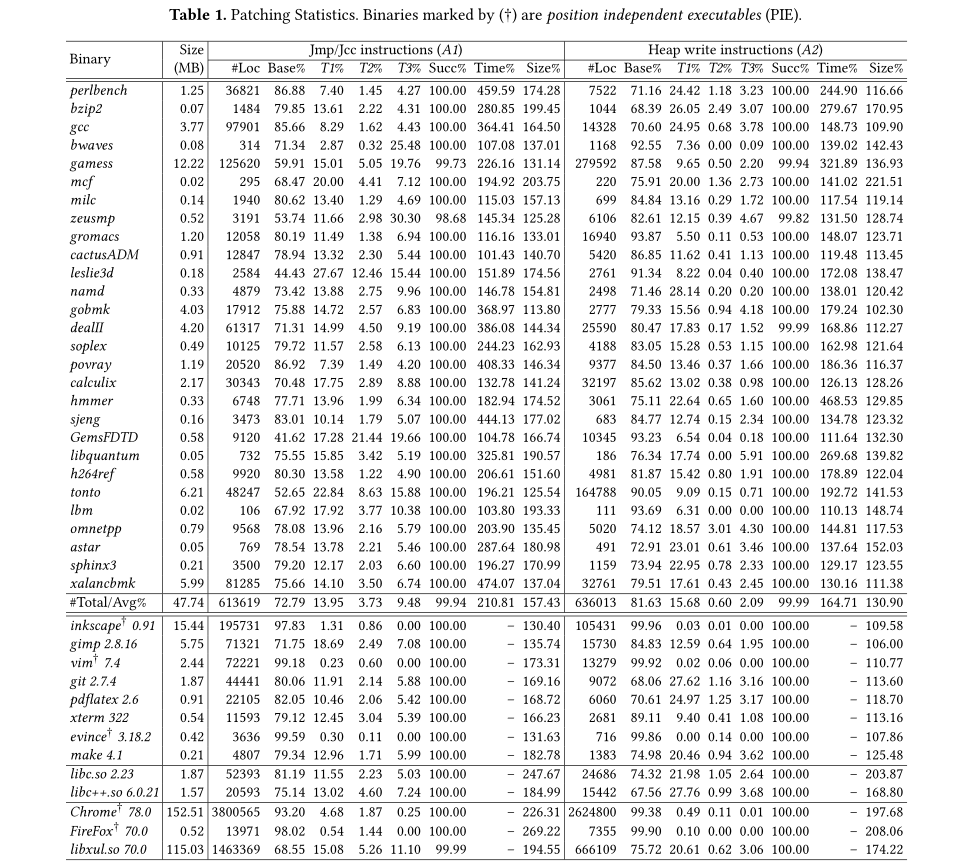 Table 1. Patching Statistics. Binaries marked by (†) are position independent executables (PIE).
Binary Size (MB) Jmp/Jcc instructions (A1) Heap write instructions (A2)
#Loc Base% T1% T2% T3% Succ% Time% Size% #Loc Base% T1% T2% T3% Succ% Time% Size%
perlbench 1.25 36821 86.88 7.40 1.45 4.27 100.00 459.59 174.28 7522 71.16 24.42 1.18 3.23 100.00 244.90 116.66
bzip2 0.07 1484 79.85 13.61 2.22 4.31 100.00 280.85 199.45 1044 68.39 26.05 2.49 3.07 100.00 279.67 170.95
gcc 3.77 97901 85.66 8.29 1.62 4.43 100.00 364.41 164.50 14328 70.60 24.95 0.68 3.78 100.00 148.73 109.90
bwaves 0.08 314 71.34 2.87 0.32 25.48 100.00 107.08 137.01 1168 92.55 7.36 0.00 0.09 100.00 139.02 142.43
gamess 12.22 125620 59.91 15.01 5.05 19.76 99.73 226.16 131.14 279592 87.58 9.65 0.50 2.20 99.94 321.89 136.93
mcf 0.02 295 68.47 20.00 4.41 7.12 100.00 194.92 203.75 220 75.91 20.00 1.36 2.73 100.00 141.02 221.51
milc 0.14 1940 80.62 13.40 1.29 4.69 100.00 115.03 157.13 699 84.84 13.16 0.29 1.72 100.00 117.54 119.14
zeusmp 0.52 3191 53.74 11.66 2.98 30.30 98.68 145.34 125.28 6106 82.61 12.15 0.39 4.67 99.82 131.50 128.74
gromacs 1.20 12058 80.19 11.49 1.38 6.94 100.00 116.16 133.01 16940 93.87 5.50 0.11 0.53 100.00 148.07 123.71
cactusADM 0.91 12847 78.94 13.32 2.30 5.44 100.00 101.43 140.70 5420 86.85 11.62 0.41 1.13 100.00 119.48 113.45
leslie3d 0.18 2584 44.43 27.67 12.46 15.44 100.00 151.89 174.56 2761 91.34 8.22 0.04 0.40 100.00 172.08 138.47
namd 0.33 4879 73.42 13.88 2.75 9.96 100.00 146.78 154.81 2498 71.46 28.14 0.20 0.20 100.00 138.01 120.42
gobmk 4.03 17912 75.88 14.72 2.57 6.83 100.00 368.97 113.80 2777 79.33 15.56 0.94 4.18 100.00 179.24 102.30
dealII 4.20 61317 71.31 14.99 4.50 9.19 100.00 386.08 144.34 25590 80.47 17.83 0.17 1.52 99.99 168.86 112.27
soplex 0.49 10125 79.72 11.57 2.58 6.13 100.00 244.23 162.93 4188 83.05 15.28 0.53 1.15 100.00 162.98 121.64
povray 1.19 20520 86.92 7.39 1.49 4.20 100.00 408.33 146.34 9377 84.50 13.46 0.37 1.66 100.00 186.36 116.37
calculix 2.17 30343 70.48 17.75 2.89 8.88 100.00 132.78 141.24 32197 85.62 13.02 0.38 0.98 100.00 126.13 128.26
hmmer 0.33 6748 77.71 13.96 1.99 6.34 100.00 182.94 174.52 3061 75.11 22.64 0.65 1.60 100.00 468.53 129.85
sjeng 0.16 3473 83.01 10.14 1.79 5.07 100.00 444.13 177.02 683 84.77 12.74 0.15 2.34 100.00 134.78 123.32
GemsFDTD 0.58 9120 41.62 17.28 21.44 19.66 100.00 104.78 166.74 10345 93.23 6.54 0.04 0.18 100.00 111.64 132.30
libquantum 0.05 732 75.55 15.85 3.42 5.19 100.00 325.81 190.57 186 76.34 17.74 0.00 5.91 100.00 269.68 139.82
h264ref 0.58 9920 80.30 13.58 1.22 4.90 100.00 206.61 151.60 4981 81.87 15.42 0.80 1.91 100.00 178.89 122.04
tonto 6.21 48247 52.65 22.84 8.63 15.88 100.00 196.21 125.54 164788 90.05 9.09 0.15 0.71 100.00 192.72 141.53
lbm 0.02 106 67.92 17.92 3.77 10.38 100.00 103.80 193.33 111 93.69 6.31 0.00 0.00 100.00 110.13 148.74
omnetpp 0.79 9568 78.08 13.96 2.16 5.79 100.00 203.90 135.45 5020 74.12 18.57 3.01 4.30 100.00 144.81 117.53
astar 0.05 769 78.54 13.78 2.21 5.46 100.00 287.64 180.98 491 72.91 23.01 0.61 3.46 100.00 137.64 152.03
sphinx3 0.21 3500 79.20 12.17 2.03 6.60 100.00 196.27 170.99 1159 73.94 22.95 0.78 2.33 100.00 129.17 123.55
xalancbmk 5.99 81285 75.66 14.10 3.50 6.74 100.00 474.07 137.04 32761 79.51 17.61 0.43 2.45 100.00 130.16 111.38
#Total/Avg% 47.74 613619 72.79 13.95 3.73 9.48 99.94 210.81 157.43 636013 81.63 15.68 0.60 2.09 99.99 164.71 130.90
inkscape† 0.91 15.44 195731 97.83 1.31 0.86 0.00 100.00 – 130.40 105431 99.96 0.03 0.01 0.00 100.00 – 109.58
gimp 2.8.16 5.75 71321 71.75 18.69 2.49 7.08 100.00 – 135.74 15730 84.83 12.59 0.64 1.95 100.00 – 106.00
vim† 7.4 2.44 72221 99.18 0.23 0.60 0.00 100.00 – 173.31 13279 99.92 0.02 0.06 0.00 100.00 – 110.77
git 2.7.4 1.87 44441 80.06 11.91 2.14 5.88 100.00 – 169.16 9072 68.06 27.62 1.16 3.16 100.00 – 113.60
pdflatex 2.6 0.91 22105 82.05 10.46 2.06 5.42 100.00 – 168.72 6060 70.61 24.97 1.25 3.17 100.00 – 118.70
xterm 322 0.54 11593 79.12 12.45 3.04 5.39 100.00 – 166.23 2681 89.11 9.40 0.41 1.08 100.00 – 113.16
evince† 3.18.2 0.42 3636 99.59 0.30 0.11 0.00 100.00 – 131.63 716 99.86 0.00 0.14 0.00 100.00 – 107.86
make 4.1 0.21 4807 79.34 12.96 1.71 5.99 100.00 – 182.78 1383 74.98 20.46 0.94 3.62 100.00 – 125.48
libc.so 2.23 1.87 52393 81.19 11.55 2.23 5.03 100.00 – 247.67 24686 74.32 21.98 1.05 2.64 100.00 – 203.87
libc++.so 6.0.21 1.57 20593 75.14 13.02 4.60 7.24 100.00 – 184.99 15442 67.56 27.76 0.99 3.68 100.00 – 168.80
Chrome† 78.0 152.51 3800565 93.20 4.68 1.87 0.25 100.00 – 226.31 2624800 99.38 0.49 0.11 0.01 100.00 – 197.68
FireFox† 70.0 0.52 13971 98.02 0.54 1.44 0.00 100.00 – 269.22 7355 99.90 0.10 0.00 0.00 100.00 – 208.06
libxul.so 70.0 115.03 1463369 68.55 15.08 5.26 11.10 99.99 – 194.55 666109 75.72 20.61 0.62 3.06 100.00 – 174.22